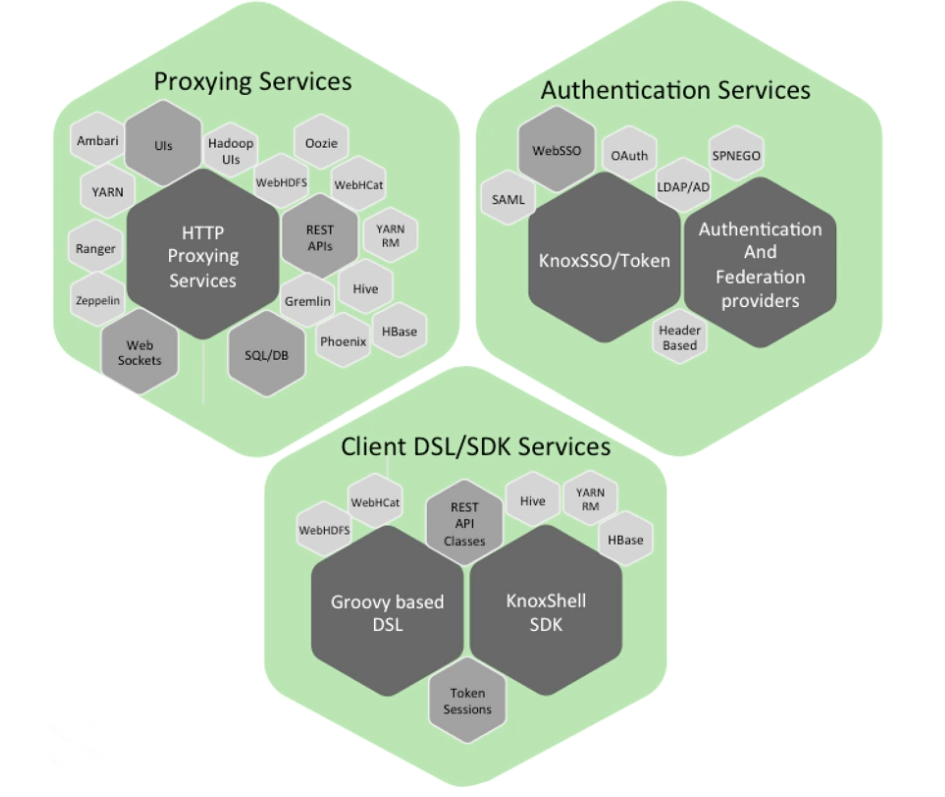 Proxying Services
Ambari
UIs
Hadoop
UIs
Oozie
YARN
WebHDFS
WebHCat
HTTP
Proxying
Services
REST
APIs
YARN
RM
Ranger
Zeppelin
Gremlin
Hive
Web
Sockets
SQL/DB
Phoenix
HBase
Authentication Services
WebSSO
OAuth
SPNEGO
SAML
LDAP/AD
KnoxSSO/Token
Authentication
And
Federation
providers
Header
Based
Client DSL/SDK Services
WebHDFS
WebHCat
REST
API
Classes
Hive
YARN
RM
HBase
Groovy based
DSL
KnoxShell
SDK
Token
Sessions